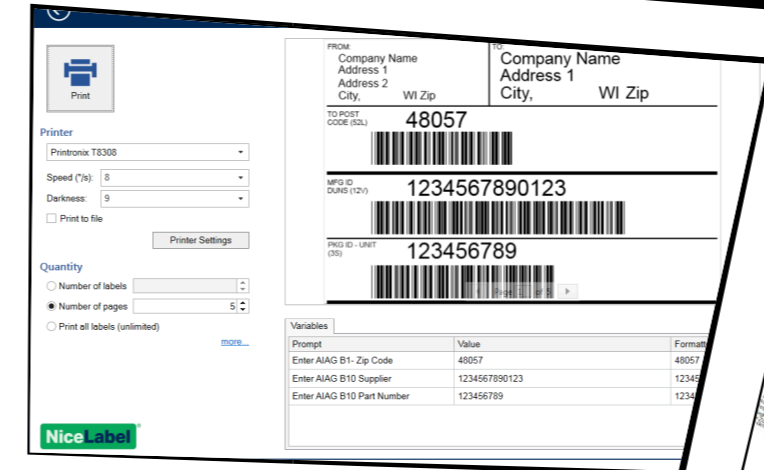 Print
Printer
Printronix T8308
Speed ("/s): 8
Darkness: 9
Print to file
Printer Settings
Quantity
Number of labels
Number of pages 5
Print all labels (unlimited)
more...
NiceLabel
FROM:
Company Name
Address 1
Address 2
City, WI Zip
TO:
Company Name
Address 1
City, WI Zip
TO POST
CODE (52L) 48057
MFG ID
DUNS (12V) 1234567890123
PKG ID - UNIT
(3S) 123456789
Page of 5
Variables
Prompt Value
Enter AIAG B1- Zip Code 48057 48057
Enter AIAG B10 Supplier 1234567890123
Enter AIAG B10 Part Number 123456789